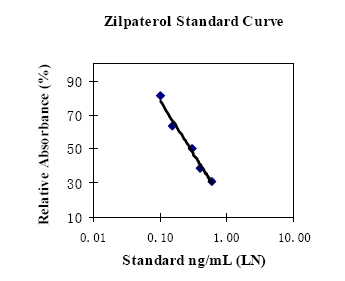 Zilpaterol Standard Curve
Relative Absorbance (%)
90
70
50
30
10
0.01 0.10 1.00 10.00
Standard ng/mL (LN)